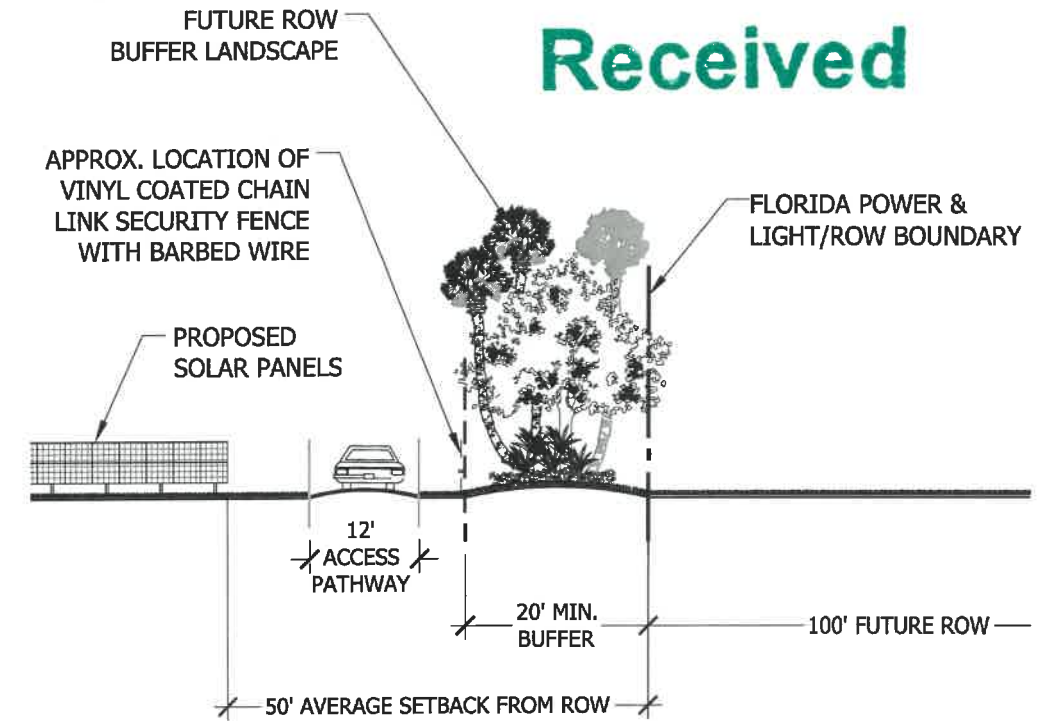 FUTURE ROW
BUFFER LANDSCAPE
Received
APPROX. LOCATION OF
VINYL COATED CHAIN
LINK SECURITY FENCE
WITH BARBED WIRE
FLORIDA POWER &
LIGHT/ROW BOUNDARY
PROPOSED
SOLAR PANELS
12'
ACCESS
PATHWAY
20' MIN.
BUFFER
100' FUTURE ROW
50' AVERAGE SETBACK FROM ROW